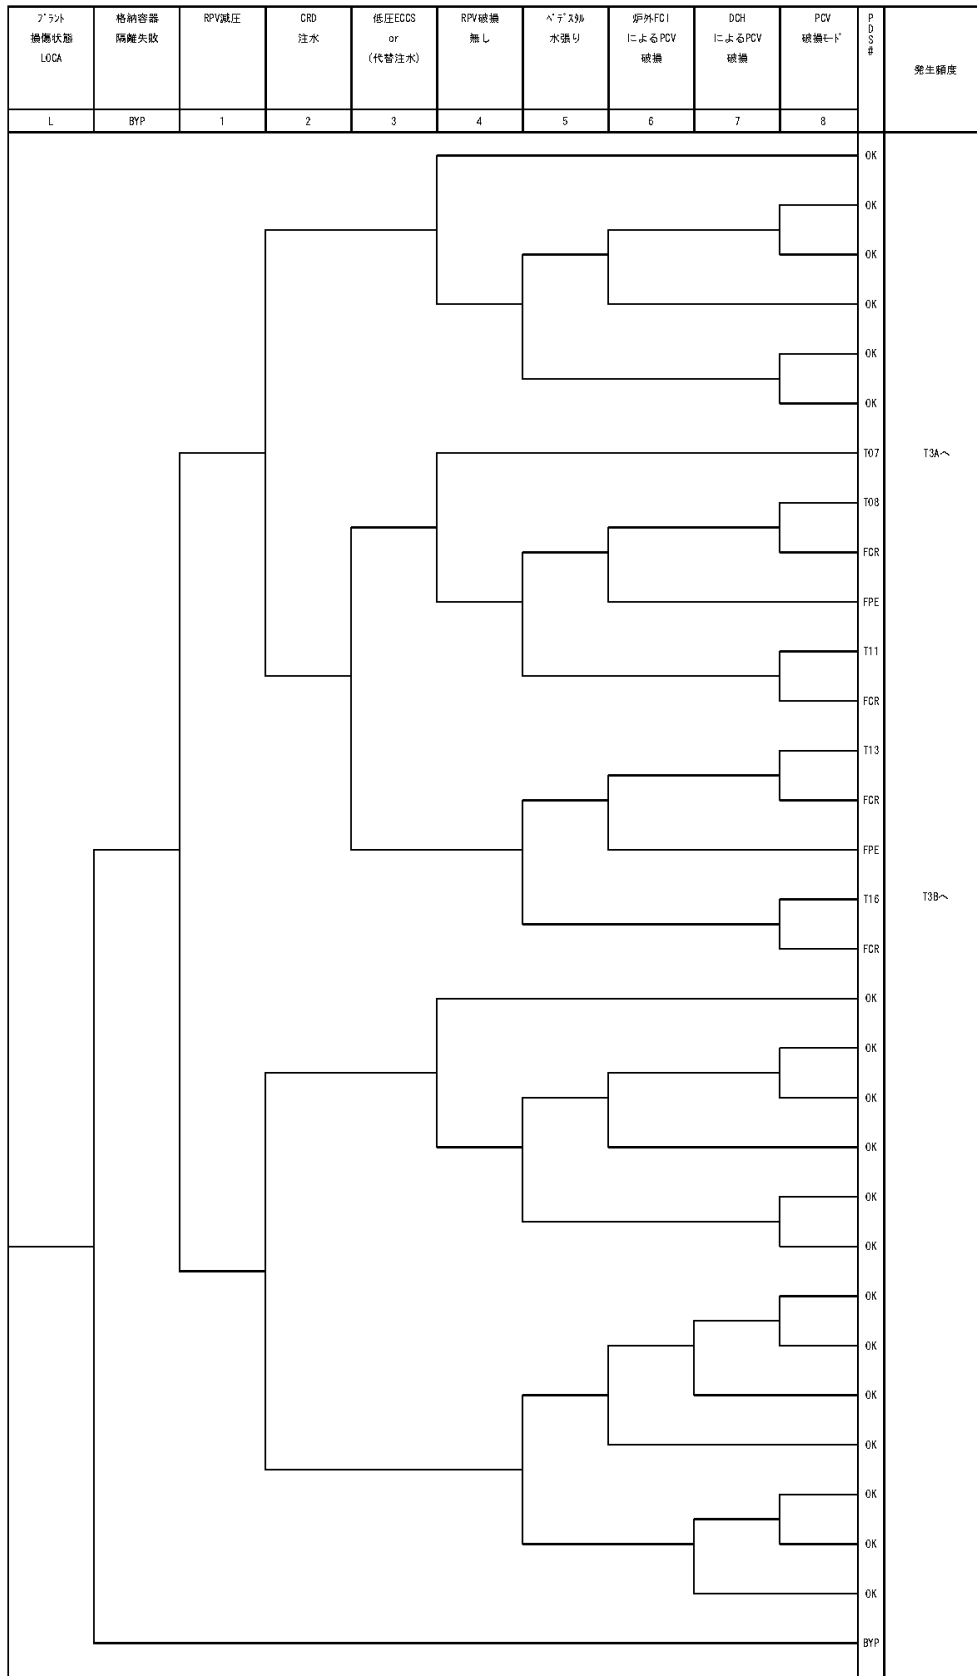 プラント
損傷状態
LOCA
格納容器
隔離失敗
RPV減圧
CRD
注水
低圧ECCS
or
(代替注水)
RPV破損
無し
ペデスタル
水張り
炉外FCI
によるPCV
破損
DCH
によるPCV
破損
PCV
破損モード
PDS#
発生頻度
L
BYP
1
2
3
4
5
6
7
8
OK
OK
OK
OK
OK
OK
T07
T3Aへ
T08
FCR
FPE
T11
FCR
T13
FCR
FPE
T16
T3Bへ
FCR
OK
OK
OK
OK
OK
OK
OK
OK
OK
OK
OK
OK
OK
BYP